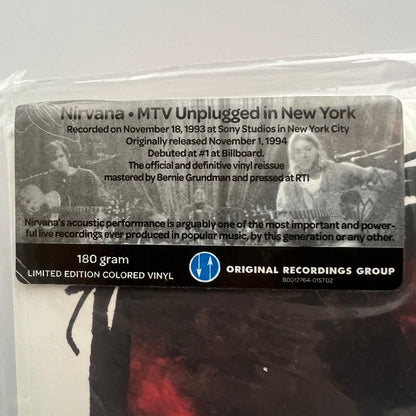 Nirvana • MTV Unplugged in New York
Recorded on November 18, 1993 at Sony Studios in New York City
Originally released November 1, 1994
Debuted at #1 at Billboard.
The official and definitive vinyl reissue
mastered by Bernie Grundman and pressed at RTI
Nirvana's acoustic performance is arguably one of the most important and power-
ful live recordings ever produced in popular music, by this generation or any other.
180 gram
LIMITED EDITION COLORED VINYL
ORIGINAL RECORDINGS GROUP
B0017764-01ST02